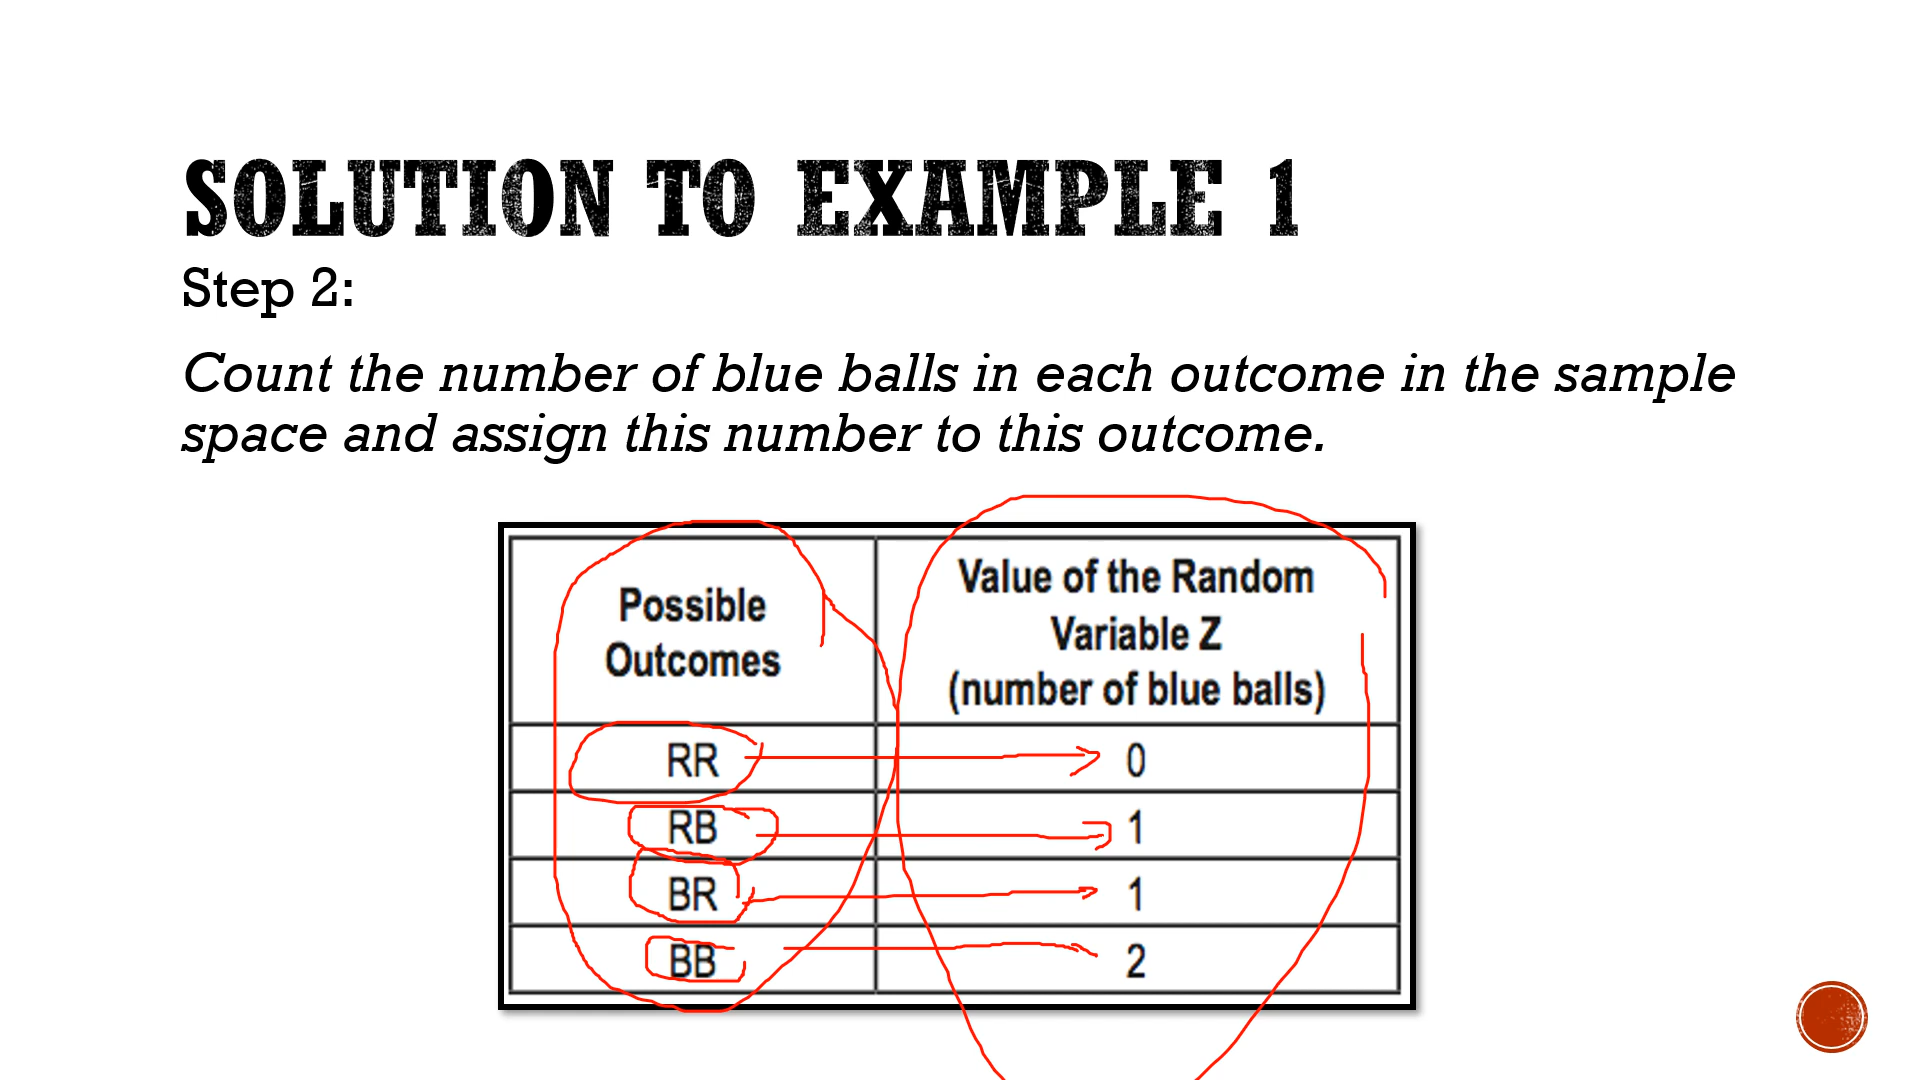 SOLUTION TO EXAMPLE 1
Step 2:
Count the number of blue balls in each outcome in the sample
space and assign this number to this outcome.
Possible
Outcomes
Value of the Random
Variable Z
(number of blue balls)
RR 0
RB 1
BR 1
BB 2